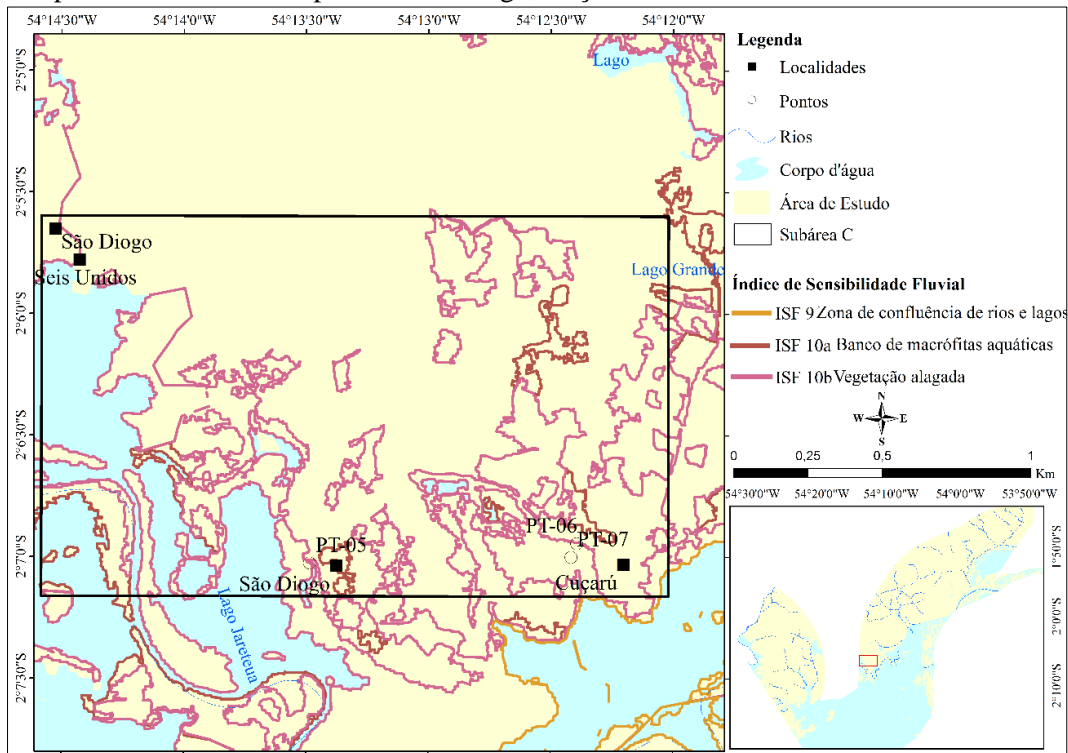 54°14'30"W 54°14'0"W 54°13'30"W 54°13'0"W 54°12'30"W 54°12'0"W
2°5'0"S
2°5'30"S
2°6'0"S
2°6'30"S
2°7'0"S
2°7'30"S
Lago
São Diogo
Seis Unidos
Lago Grande
PT-05
São Diogo
PT-06
PT-07
Cuçarú
Lago Jareteua
Legenda
Localidades
Pontos
Rios
Corpo d'água
Área de Estudo
Subárea C
Índice de Sensibilidade Fluvial
ISF 9 Zona de confluência de rios e lagos
ISF 10a Banco de macrófitas aquáticas
ISF 10b Vegetação alagada
N
W E
S
0 0,25 0,5 1
Km
54°30'0"W 54°20'0"W 54°10'0"W 54°0'0"W 53°50'0"W
1°50'0"S
2°0'0"S
2°10'0"S